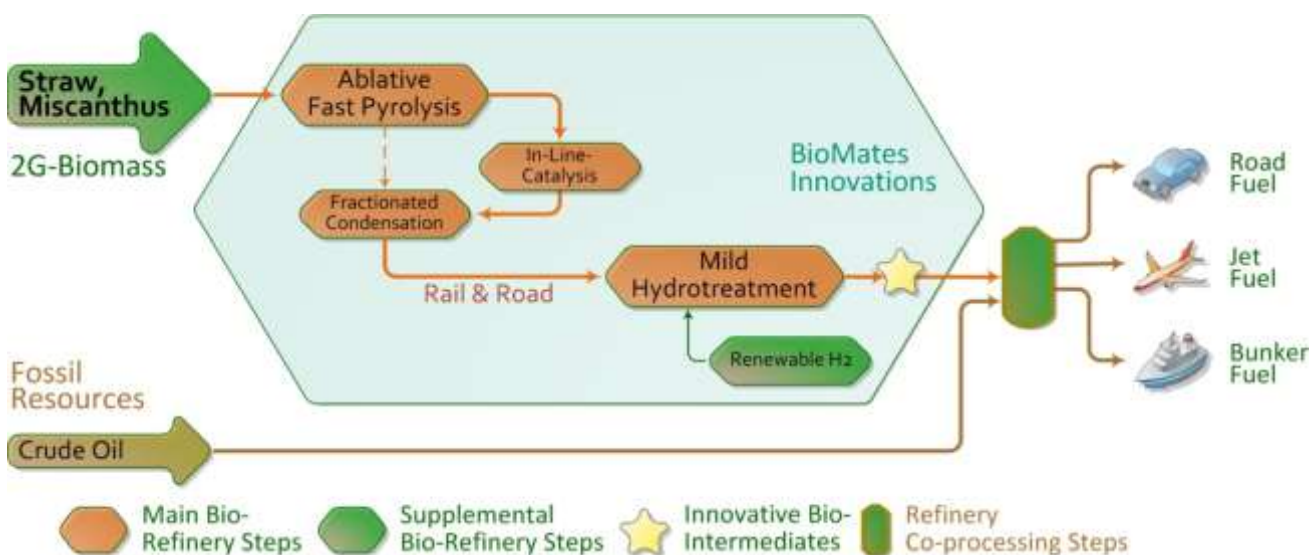 Straw,
Miscanthus
2G-Biomass
Ablative
Fast Pyrolysis
In-Line-
Catalysis
Fractionated
Condensation
BioMates
Innovations
Rail & Road
Mild
Hydrotreatment
Renewable H2
Road
Fuel
Jet
Fuel
Bunker
Fuel
Fossil
Resources
Crude Oil
Main Bio-
Refinery Steps
Supplemental
Bio-Refinery Steps
Innovative Bio-
Intermediates
Refinery
Co-processing Steps